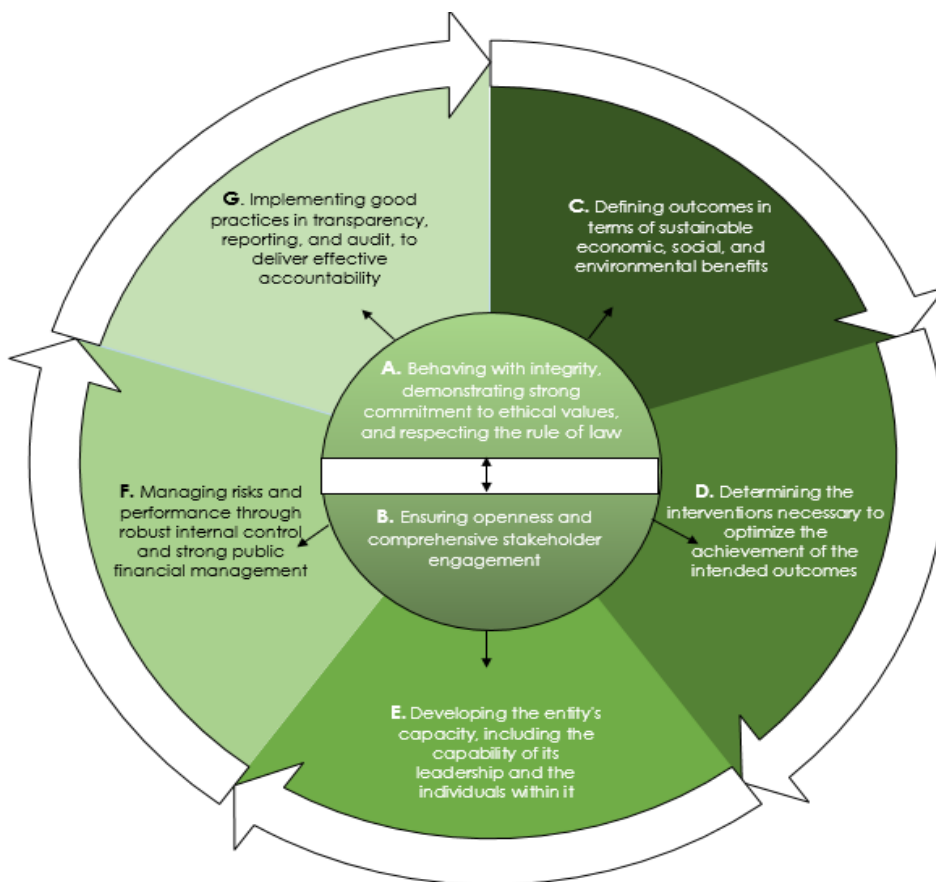 A. Behaving with integrity,
demonstrating strong
commitment to ethical values,
and respecting the rule of law
B. Ensuring openness and
comprehensive stakeholder
engagement
C. Defining outcomes in
terms of sustainable
economic, social, and
environmental benefits
D. Determining the
interventions necessary to
optimize the
achievement of the
intended outcomes
E. Developing the entity's
capacity, including the
capability of its
leadership and the
individuals within it
F. Managing risks and
performance through
robust internal control
and strong public
financial management
G. Implementing good
practices in transparency,
reporting, and audit, to
deliver effective
accountability